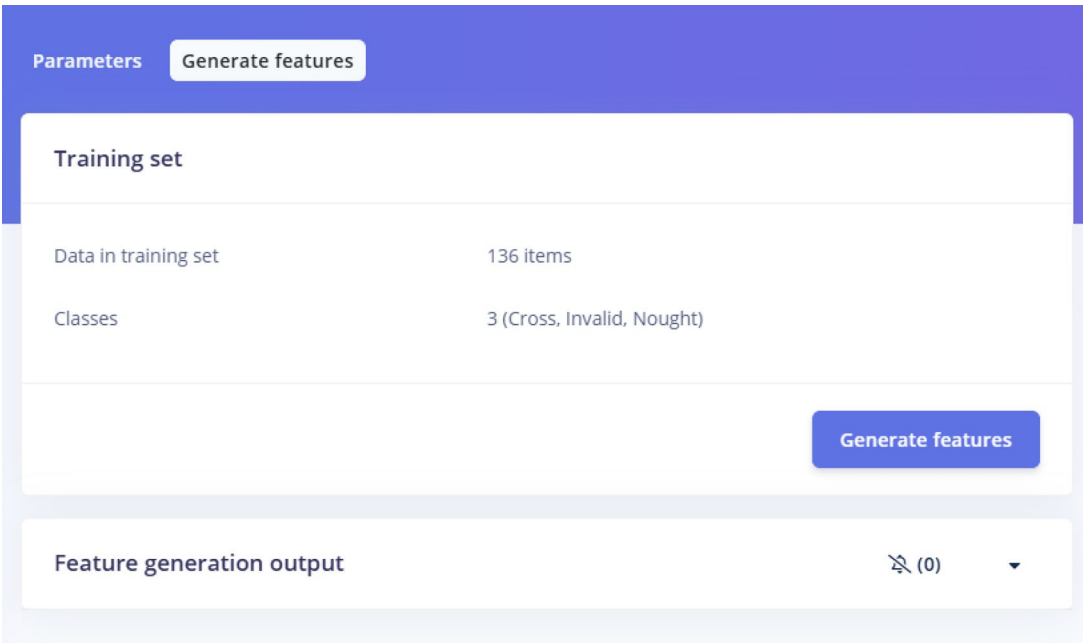 Parameters Generate features
Training set
Data in training set 136 items
Classes 3 (Cross, Invalid, Nought)
Generate features
Feature generation output (0)